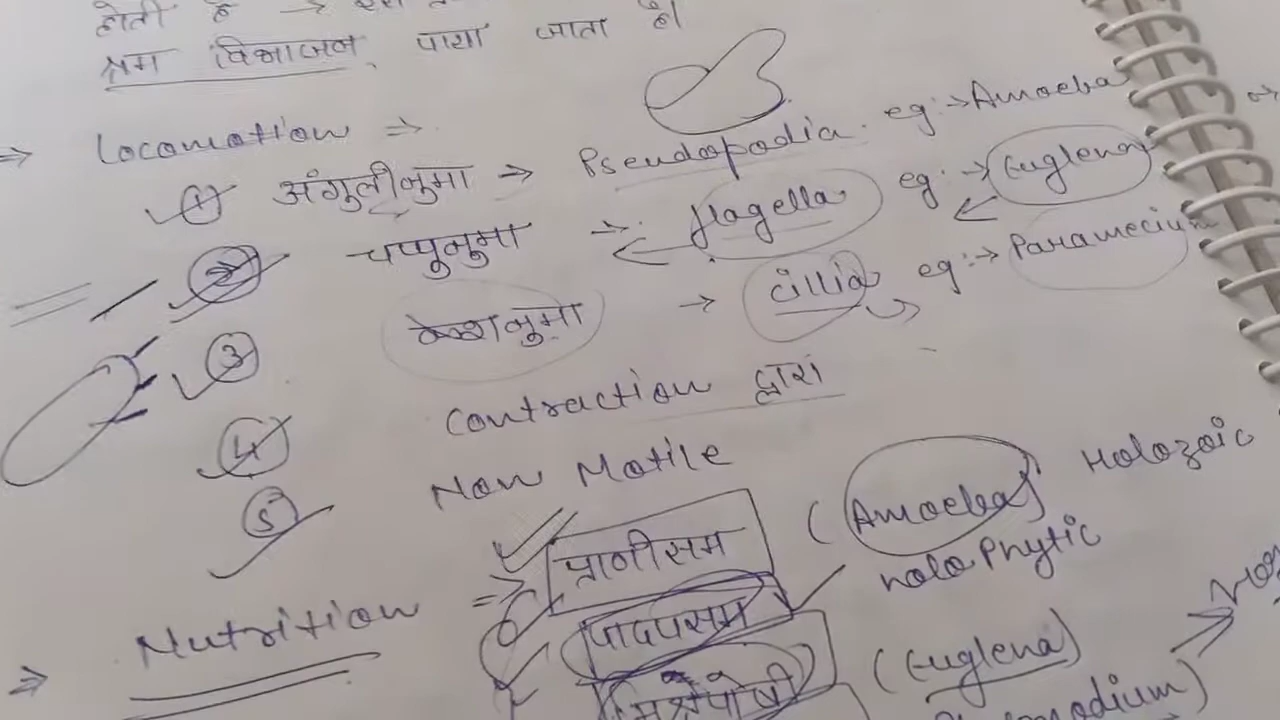 होती है →
श्रम विभाजन पाया जाता है।
⇒ Locomotion ⇒
① अंगुलीनुमा → Pseudopodia. eg:→ Amoeba
② चप्पूनुमा → flagella eg:→ Euglena
③ केशनुमा → cillia eg:→ Paramecium
④ Contraction द्वारा
⑤ Non Motile
⇒ Nutrition ⇒ प्राणीसम (Amoeba) Holozoic
पादपसम holoPhytic
(Euglena)